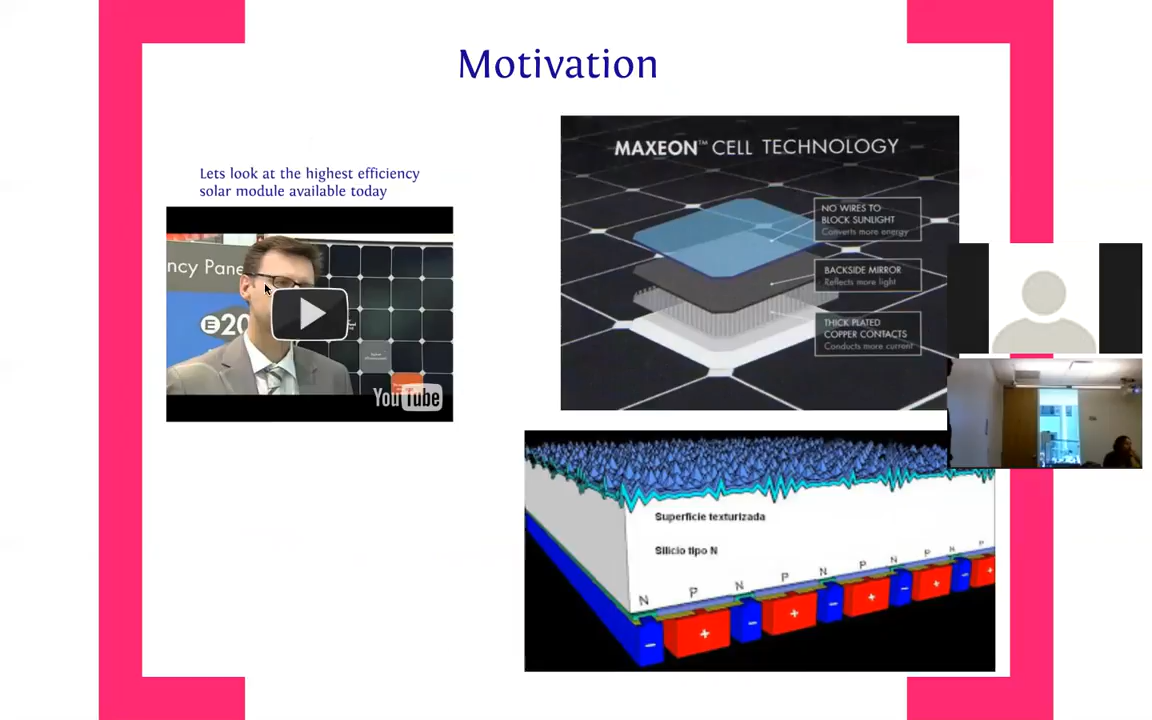 Motivation
Lets look at the highest efficiency
solar module available today
ncy Pane
E20
YouTube
MAXEON™ CELL TECHNOLOGY
NO WIRES TO
BLOCK SUNLIGHT
Converts more energy
BACKSIDE MIRROR
Reflects more light
THICK PLATED
COPPER CONTACTS
Conducts more current
Superficie texturizada
Silicio tipo N
N P N P N P N P N P
- + - + - + - + - +